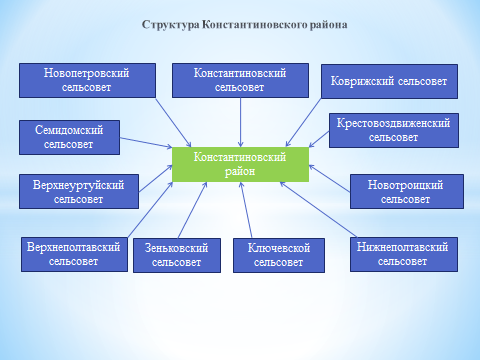 Структура Константиновского района
Новопетровский
сельсовет
Константиновский
сельсовет
Коврижский сельсовет
Семидомский
сельсовет
Крестовоздвиженский
сельсовет
Константиновский
район
Верхнеуртуйский
сельсовет
Новотроицкий
сельсовет
Верхнеполтавский
сельсовет
Зеньковский
сельсовет
Ключевской
сельсовет
Нижнеполтавский
сельсовет